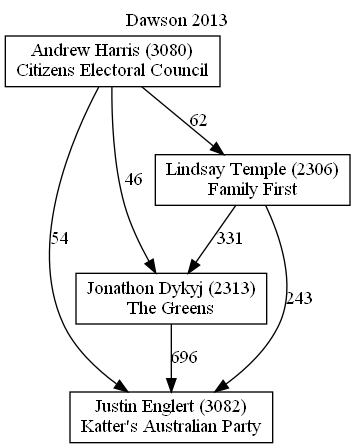 Dawson 2013
Andrew Harris (3080)
Citizens Electoral Council
62
Lindsay Temple (2306)
Family First
46
54
331
243
Jonathon Dykyj (2313)
The Greens
696
Justin Englert (3082)
Katter's Australian Party